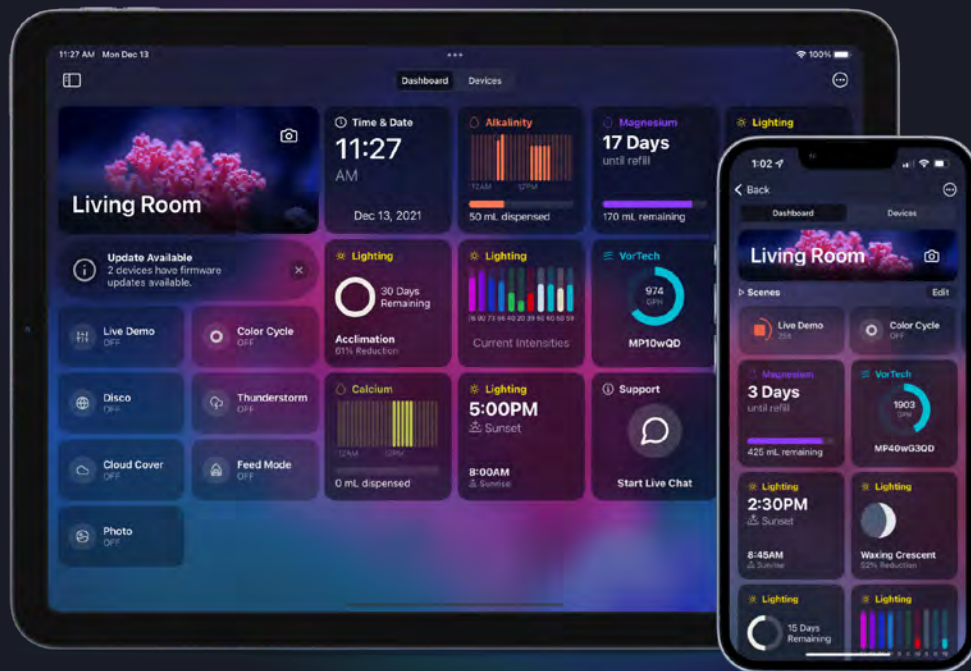 11:27 AM Mon Dec 13
100%
Dashboard
Devices
Living Room
Time & Date
11:27
AM
Dec 13, 2021
Alkalinity
12AM 12PM
50 mL dispensed
Magnesium
17 Days
until refill
170 mL remaining
Lighting
Update Available
2 devices have firmware
updates available.
Lighting
30 Days
Remaining
Acclimation
61% Reduction
Lighting
Current Intensities
VorTech
974
GPH
MP10wQD
Live Demo
OFF
Color Cycle
OFF
Disco
OFF
Thunderstorm
OFF
Cloud Cover
OFF
Feed Mode
OFF
Photo
OFF
Calcium
12AM 12PM
0 mL dispensed
Lighting
5:00PM
Sunset
8:00AM
Sunrise
Support
Start Live Chat
1:02
Back
Dashboard
Devices
Living Room
Scenes
Edit
Live Demo
Color Cycle
OFF
Magnesium
3 Days
until refill
425 mL remaining
VorTech
1903
GPH
MP40wG3QD
Lighting
2:30PM
Sunset
8:45AM
Sunrise
Lighting
Waxing Crescent
92% Reduction
Lighting
15 Days
Remaining
Lighting